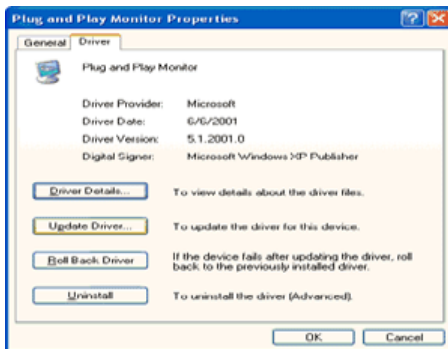 Plug and Play Monitor Properties
General Driver
Plug and Play Monitor
Driver Provider: Microsoft
Driver Date: 6/6/2001
Driver Version: 5.1.2001.0
Digital Signer: Microsoft Windows XP Publisher
Driver Details... To view details about the driver files.
Update Driver... To update the driver for this device.
Roll Back Driver If the device fails after updating the driver, roll
back to the previously installed driver.
Uninstall To uninstall the driver (Advanced).
OK Cancel